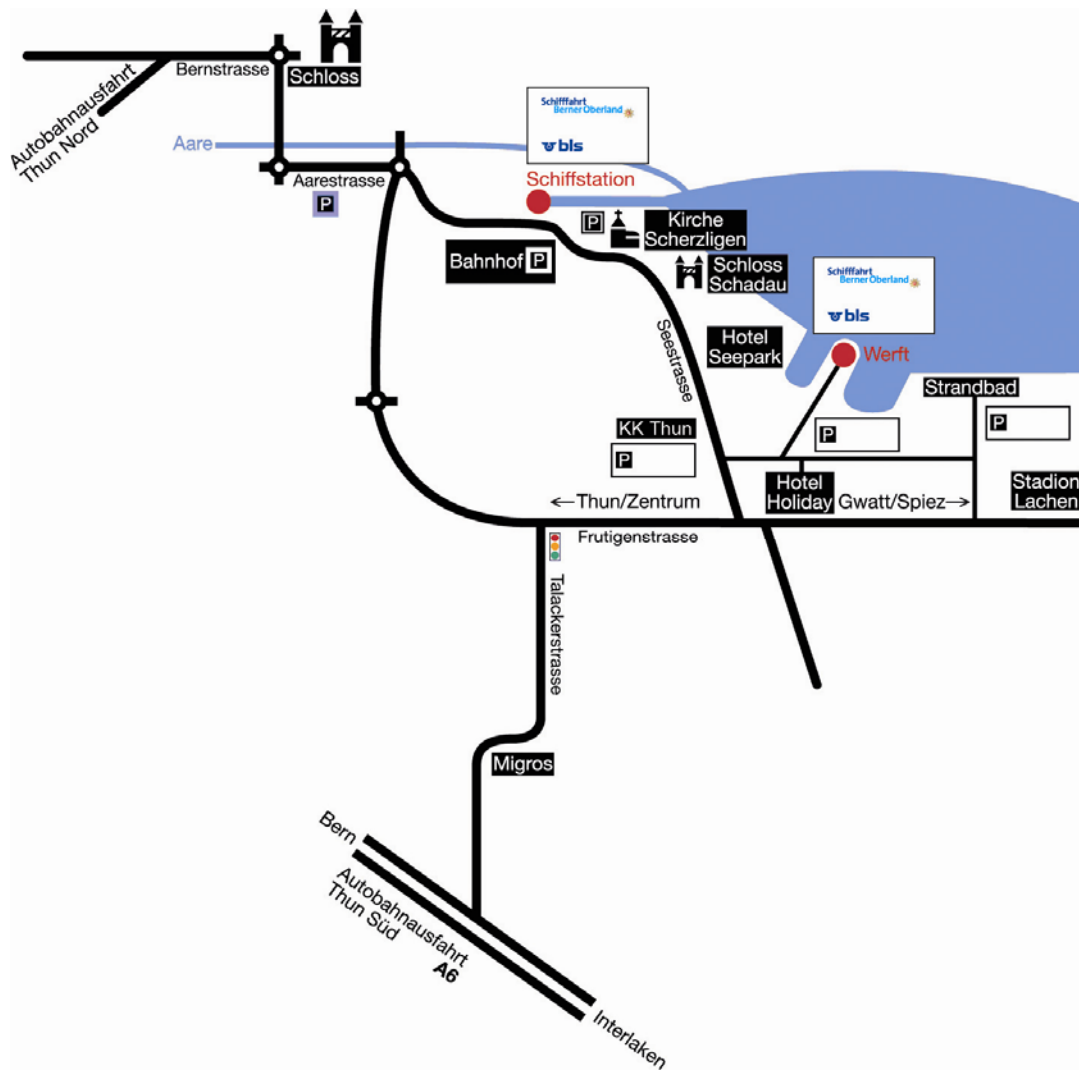 Bernstrasse
Schloss
Autobahnausfahrt
Thun Nord
Aare
Aarestrasse
P
Schifffahrt
Berner Oberland
bls
Schiffstation
P
Kirche
Scherzligen
Bahnhof P
Schloss
Schadau
Schifffahrt
Berner Oberland
bls
Hotel
Seepark
Werft
Seestrasse
Strandbad
KK Thun
P
P
P
Hotel
Holiday
Stadion
Lachen
←Thun/Zentrum
Gwatt/Spiez →
Frutigenstrasse
Talackerstrasse
Migros
Bern
Autobahnausfahrt
Thun Süd
A6
Interlaken